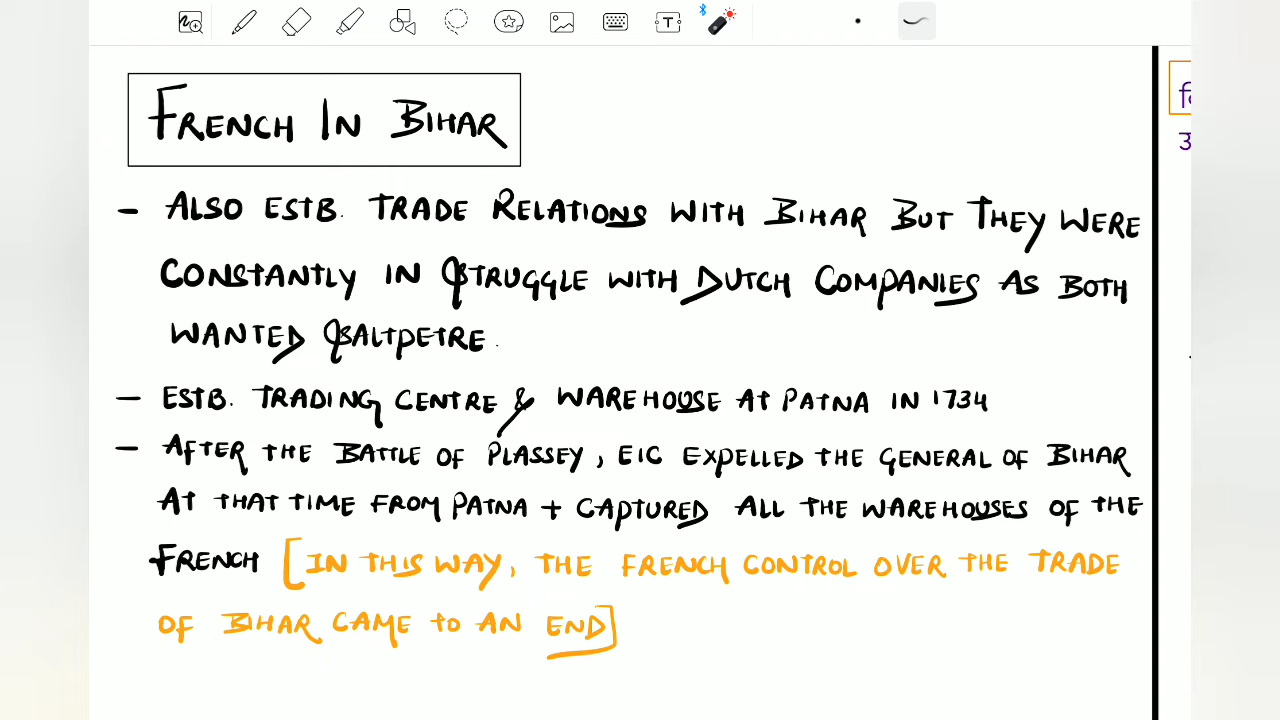 FRENCH IN BIHAR
- ALSO ESTB. TRADE RELATIONS WITH BIHAR BUT THEY WERE
CONSTANTLY IN STRUGGLE WITH DUTCH COMPANIES AS BOTH
WANTED SALTPETRE.
- ESTB. TRADING CENTRE & WAREHOUSE AT PATNA IN 1734
- AFTER THE BATTLE OF PLASSEY, EIC EXPELLED THE GENERAL OF BIHAR
AT THAT TIME FROM PATNA + CAPTURED ALL THE WAREHOUSES OF THE
FRENCH [IN THIS WAY, THE FRENCH CONTROL OVER THE TRADE
OF BIHAR CAME TO AN END]